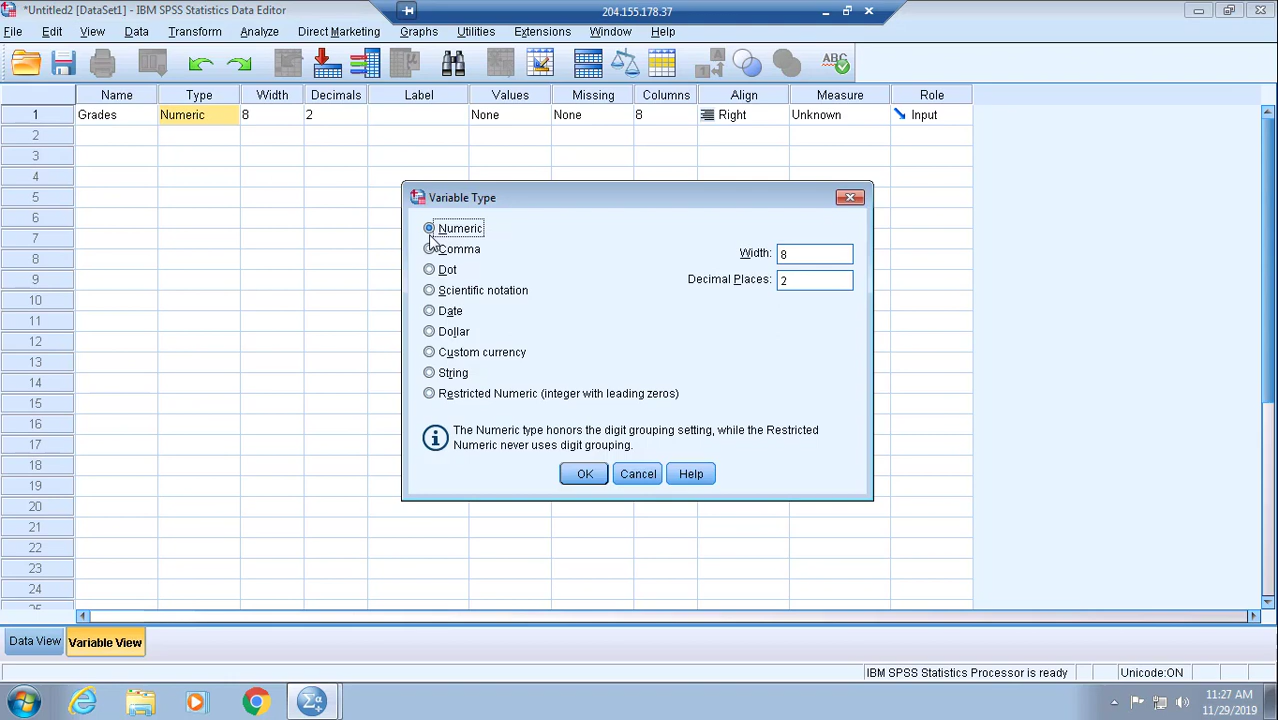 *Untitled2 [DataSet1] - IBM SPSS Statistics Data Editor
204.155.178.37
File Edit View Data Transform Analyze Direct Marketing Graphs Utilities Extensions Window Help
A
14
ABC
Name Type Width Decimals Label Values Missing Columns Align Measure Role
1 Grades Numeric 8 2 None None 8 Right Unknown Input
2
3
4
5
6
7
8
9
10
11
12
13
14
15
16
17
18
19
20
21
22
23
24
25
Variable Type
Numeric
Comma
Dot
Scientific notation
Date
Dollar
Custom currency
String
Restricted Numeric (integer with leading zeros)
Width: 8
Decimal Places: 2
The Numeric type honors the digit grouping setting, while the Restricted
Numeric never uses digit grouping.
OK Cancel Help
Data View Variable View
IBM SPSS Statistics Processor is ready Unicode:ON
11:27 AM
11/29/2019